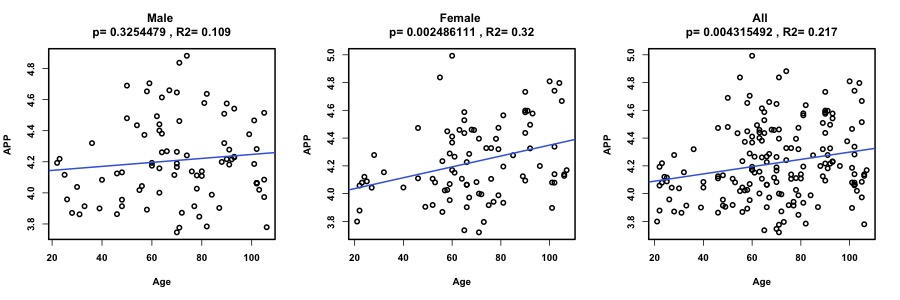 Male
p= 0.3254479 , R2= 0.109
APP
4.8
4.6
4.4
4.2
4.0
3.8
20 40 60 80 100
Age
Female
p= 0.002486111 , R2= 0.32
APP
5.0
4.8
4.6
4.4
4.2
4.0
3.8
20 40 60 80 100
Age
All
p= 0.004315492 , R2= 0.217
APP
5.0
4.8
4.6
4.4
4.2
4.0
3.8
20 40 60 80 100
Age